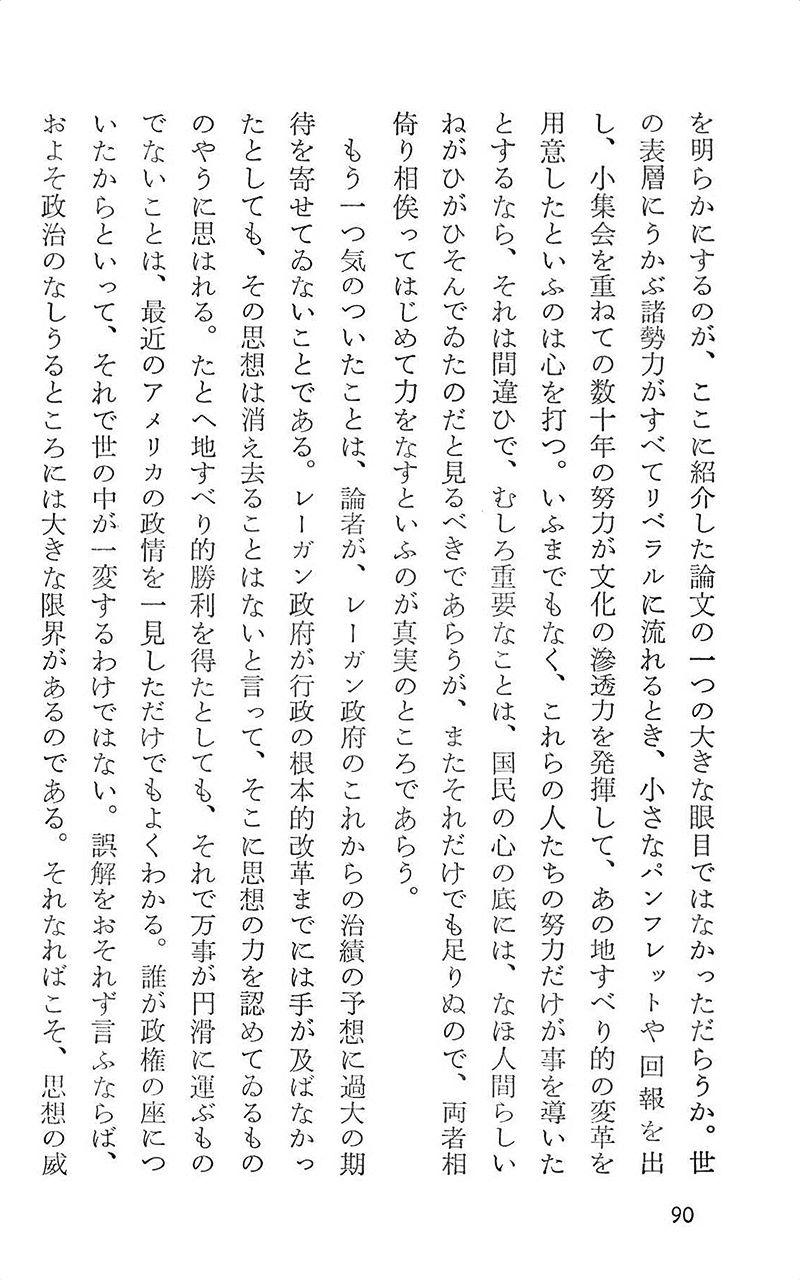 を明らかにするのが、ここに紹介した論文の一つの大きな眼目ではなかっただらうか。世
の表層にうかぶ諸勢力がすべてリベラルに流れるとき、小さなパンフレットや回報を出
し、小集会を重ねての数十年の努力が文化の滲透力を発揮して、あの地すべり的の変革を
用意したといふのは心を打つ。いふまでもなく、これらの人たちの努力だけが事を導いた
とするなら、それは間違ひで、むしろ重要なことは、国民の心の底には、なほ人間らしい
ねがひがひそんでゐたのだと見るべきであらうが、またそれだけでも足りぬので、両者相
倚り相俟ってはじめて力をなすといふのが真実のところであらう。
もう一つ気のついたことは、論者が、レーガン政府のこれからの治績の予想に過大の期
待を寄せてゐないことである。レーガン政府が行政の根本的改革までには手が及ばなかっ
たとしても、その思想は消え去ることはないと言って、そこに思想の力を認めてゐるもの
のやうに思はれる。たとへ地すべり的勝利を得たとしても、それで万事が円滑に運ぶもの
でないことは、最近のアメリカの政情を一見しただけでもよくわかる。誰が政権の座につ
いたからといって、それで世の中が一変するわけではない。誤解をおそれず言ふならば、
およそ政治のなしうるところには大きな限界があるのである。それなればこそ、思想の威
90